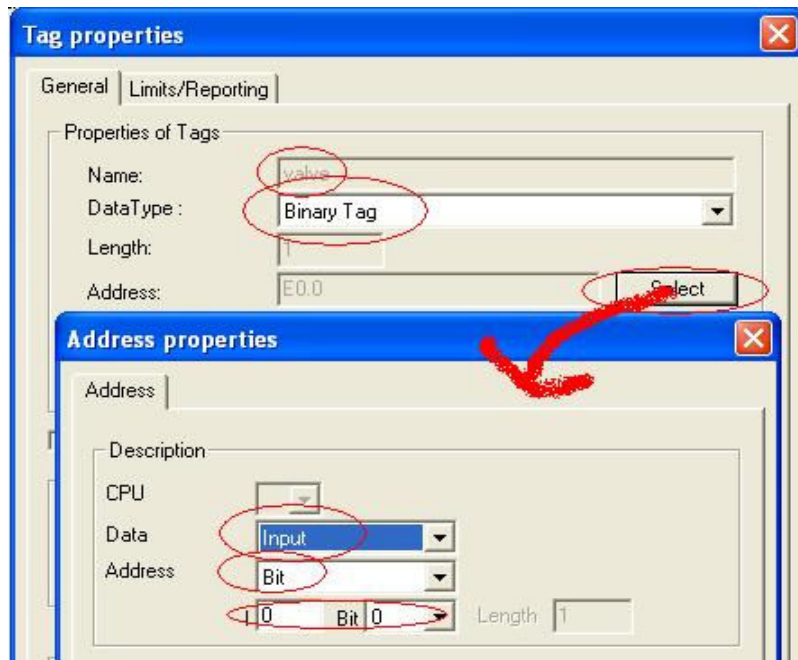 Tag properties
General Limits/Reporting
Properties of Tags
Name: valve
DataType : Binary Tag
Length: 1
Address: E0.0 Select
Address properties
Address
Description
CPU
Data Input
Address Bit
I 0 Bit 0 Length 1